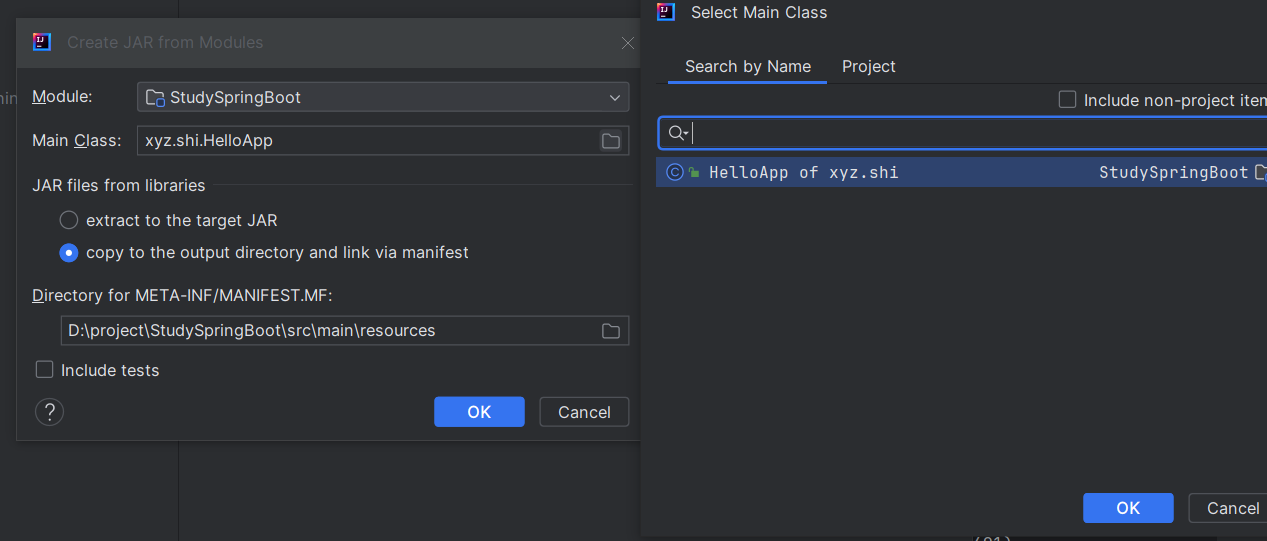 Create JAR from Modules
Module:
StudySpringBoot
Main Class:
xyz.shi.HelloApp
JAR files from libraries
extract to the target JAR
copy to the output directory and link via manifest
Directory for META-INF/MANIFEST.MF:
D:\project\StudySpringBoot\src\main\resources
Include tests
?
OK
Cancel
Select Main Class
Search by Name
Project
Include non-project item
HelloApp of xyz.shi
StudySpringBoot
OK
Cancel